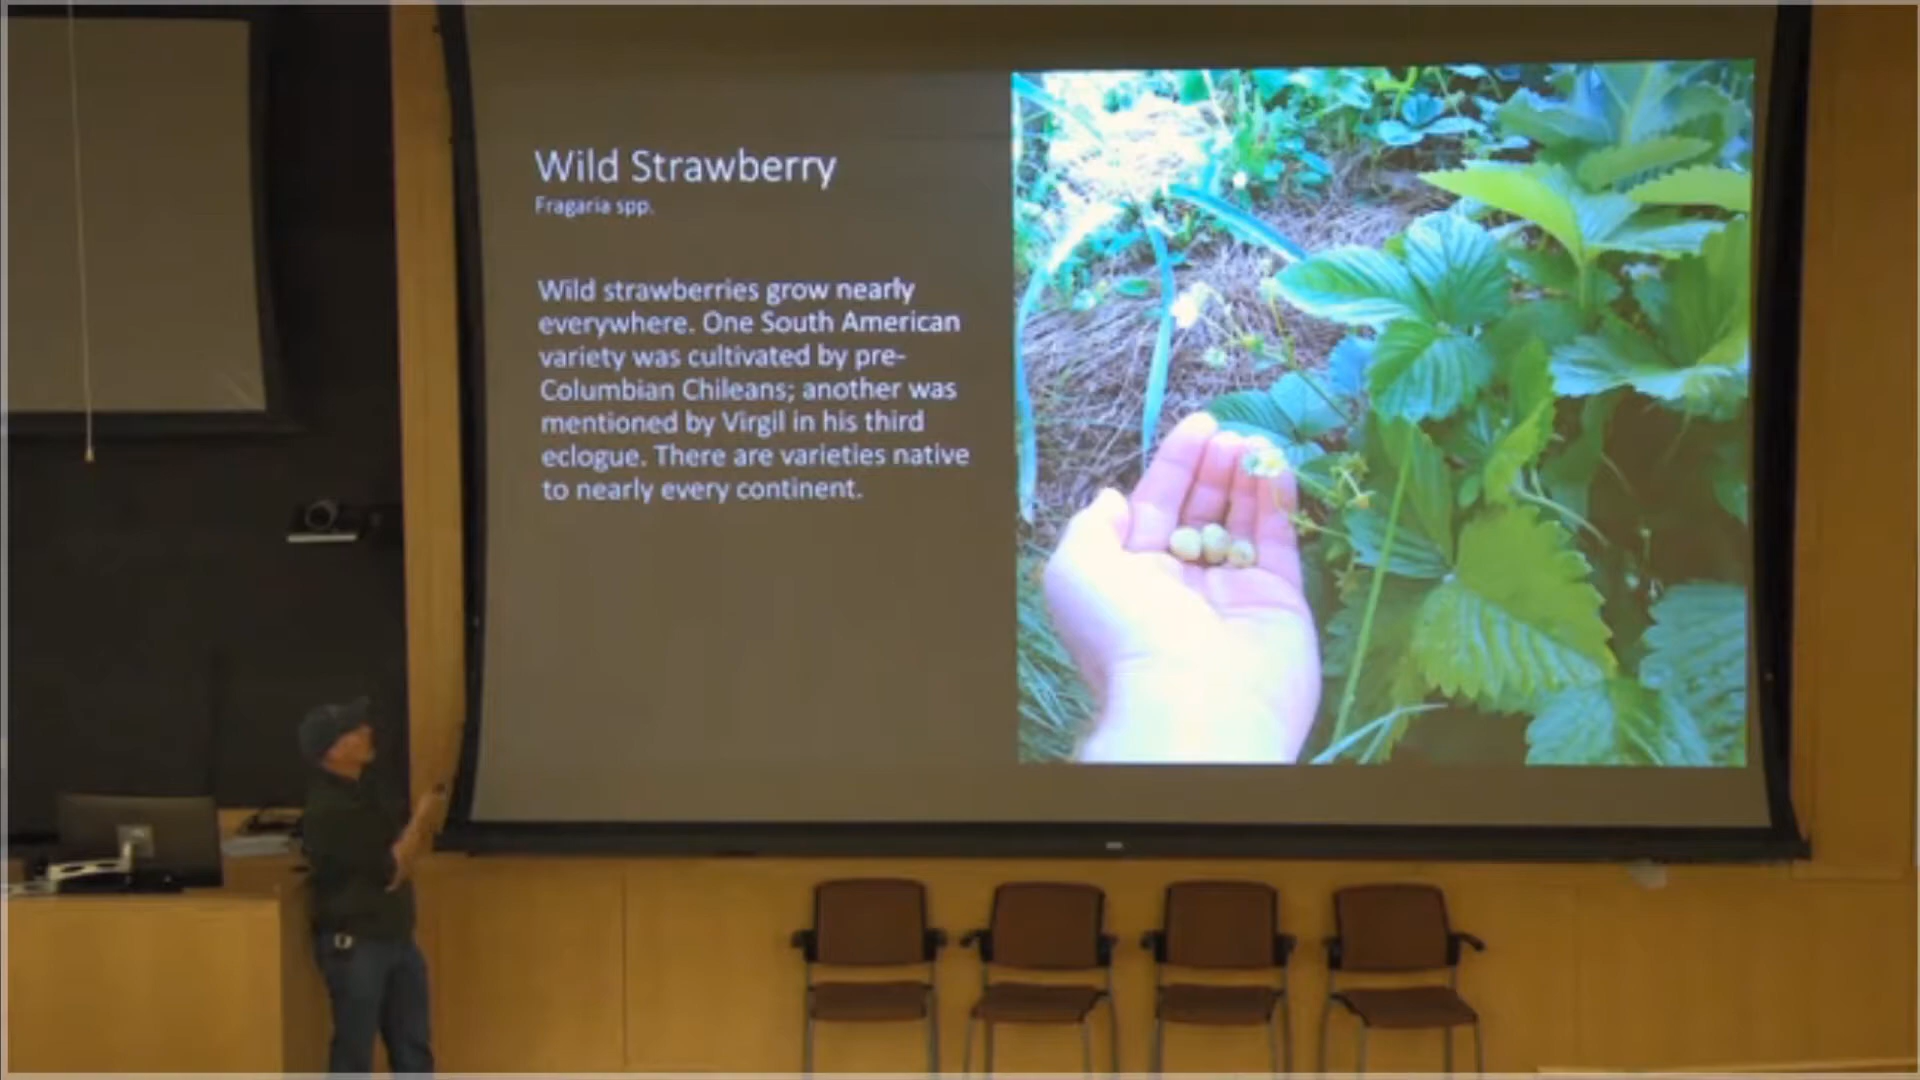 Wild Strawberry
Fragaria spp.
Wild strawberries grow nearly
everywhere. One South American
variety was cultivated by pre-
Columbian Chileans; another was
mentioned by Virgil in his third
eclogue. There are varieties native
to nearly every continent.